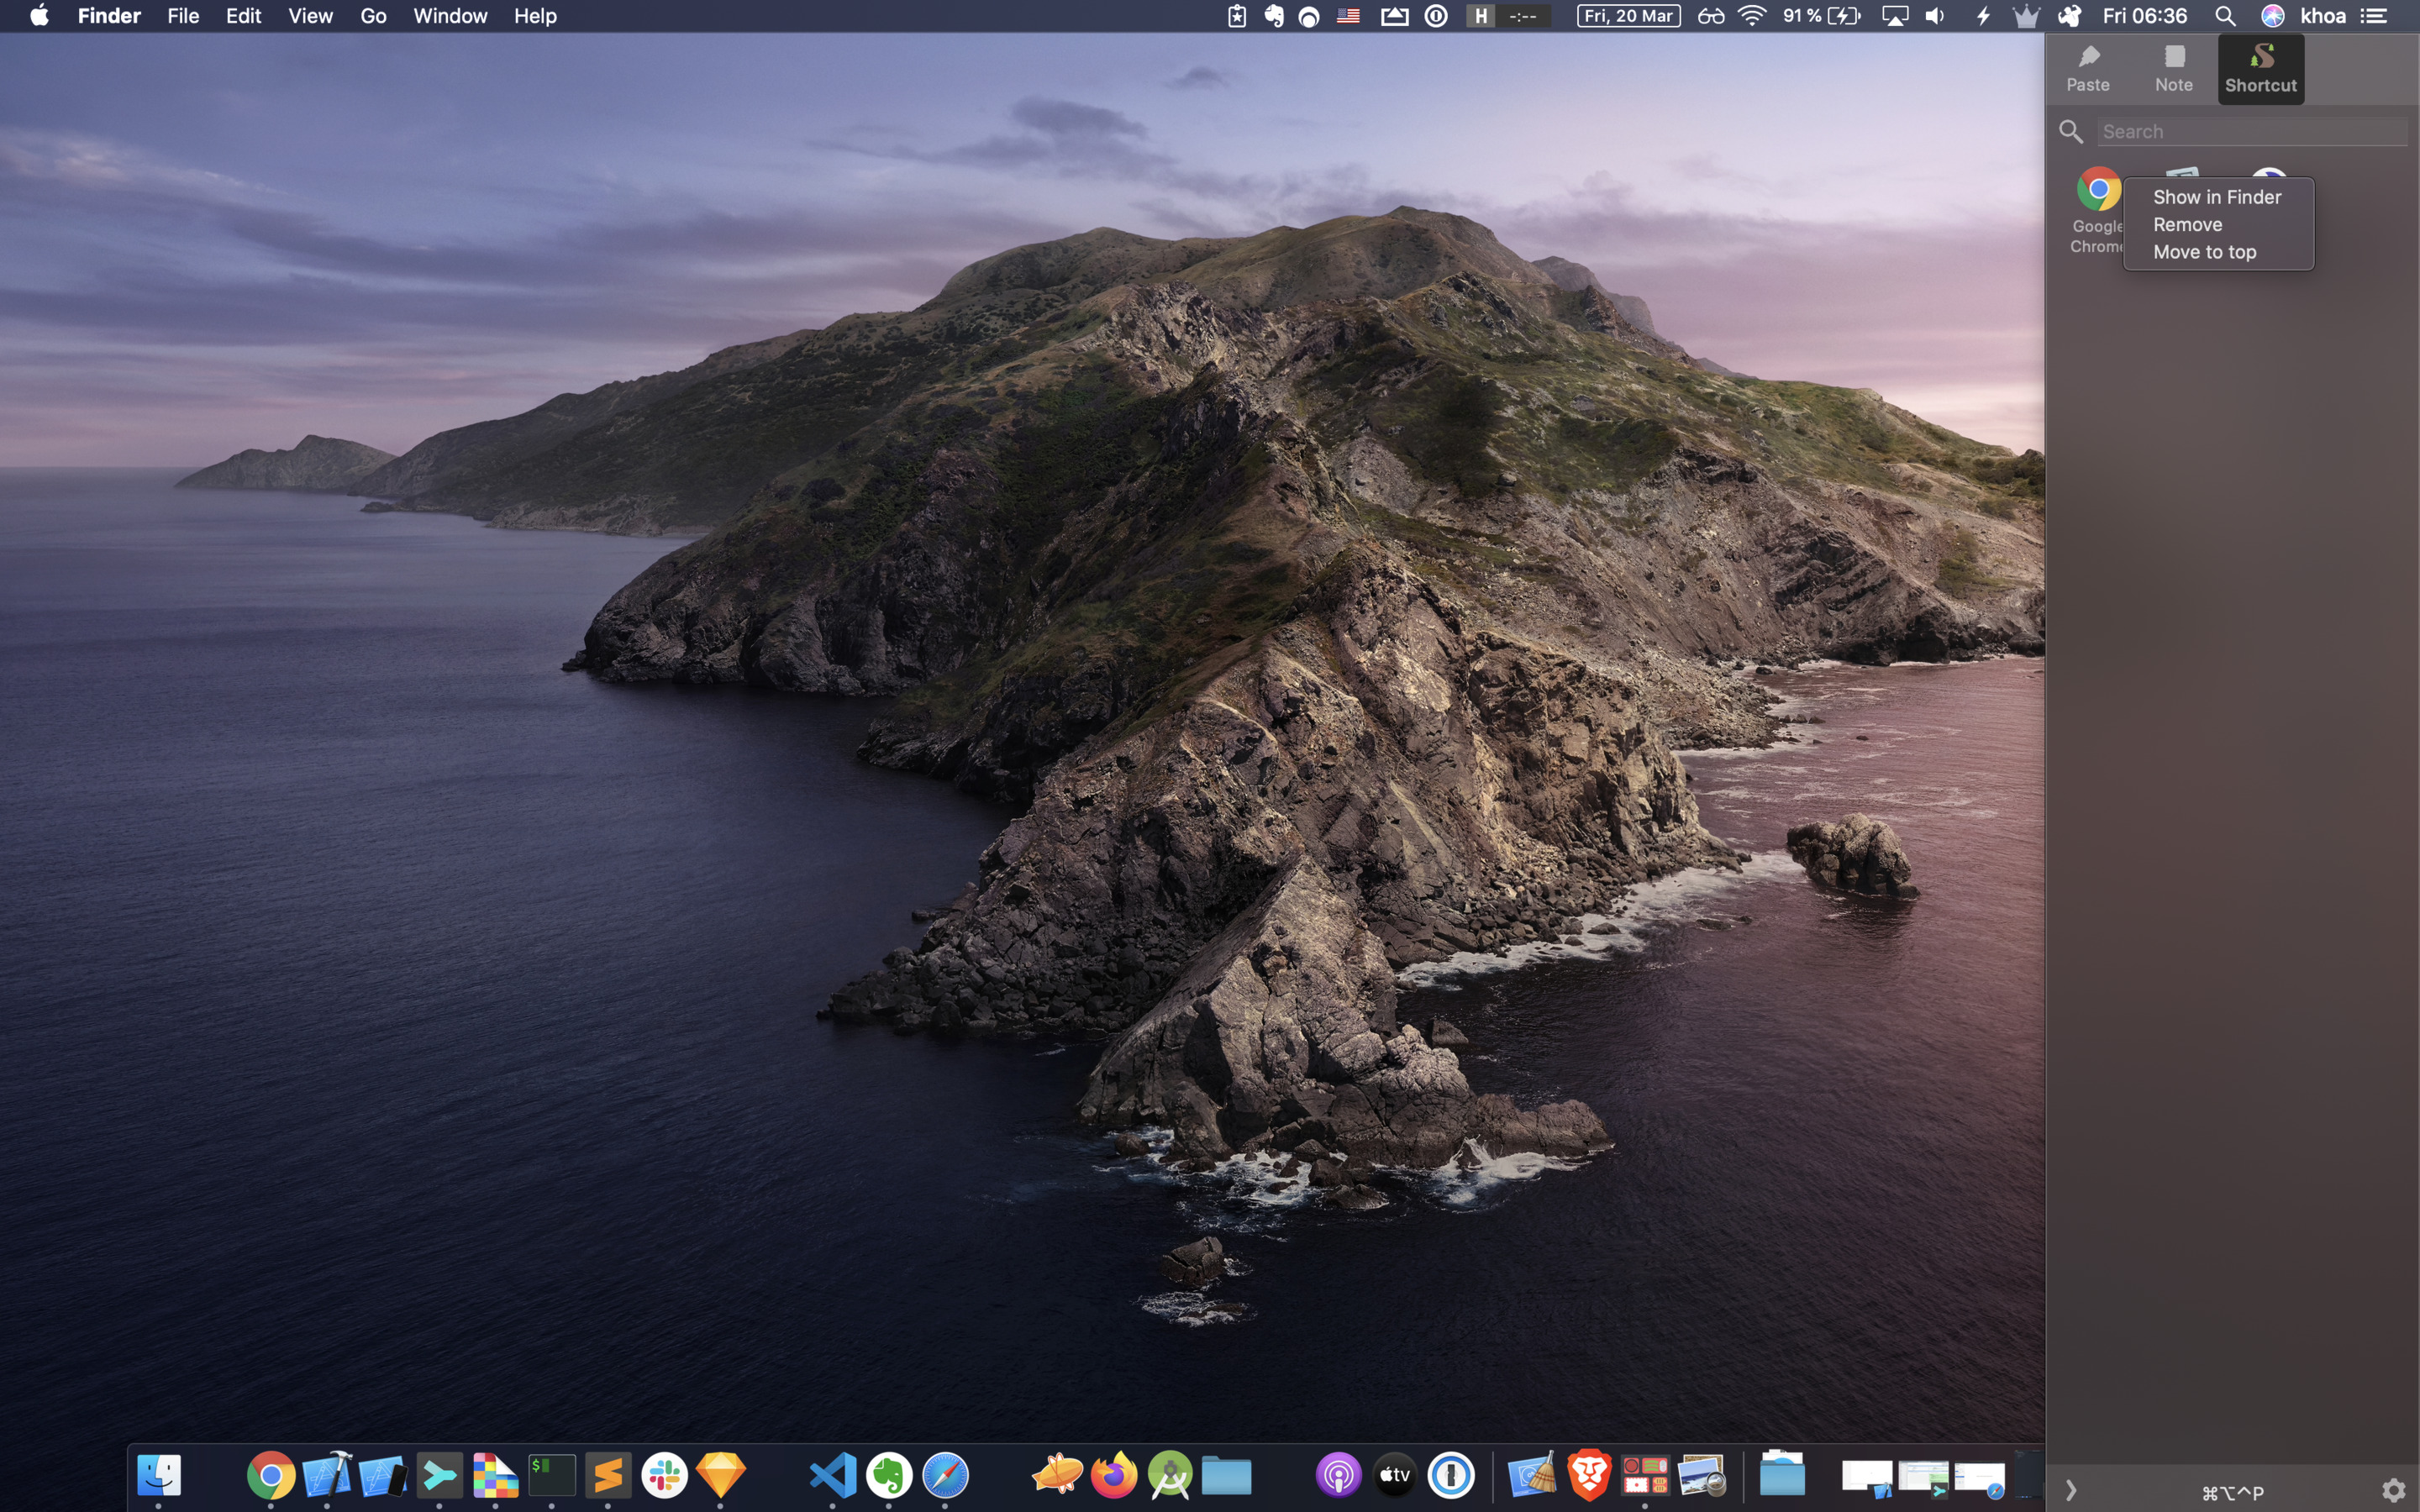 Finder File Edit View Go Window Help
H -:-- Fri, 20 Mar 91 % Fri 06:36 khoa
Paste Note Shortcut
Search
Google
Chrome
Show in Finder
Remove
Move to top
$
tv
⌘⌥^P